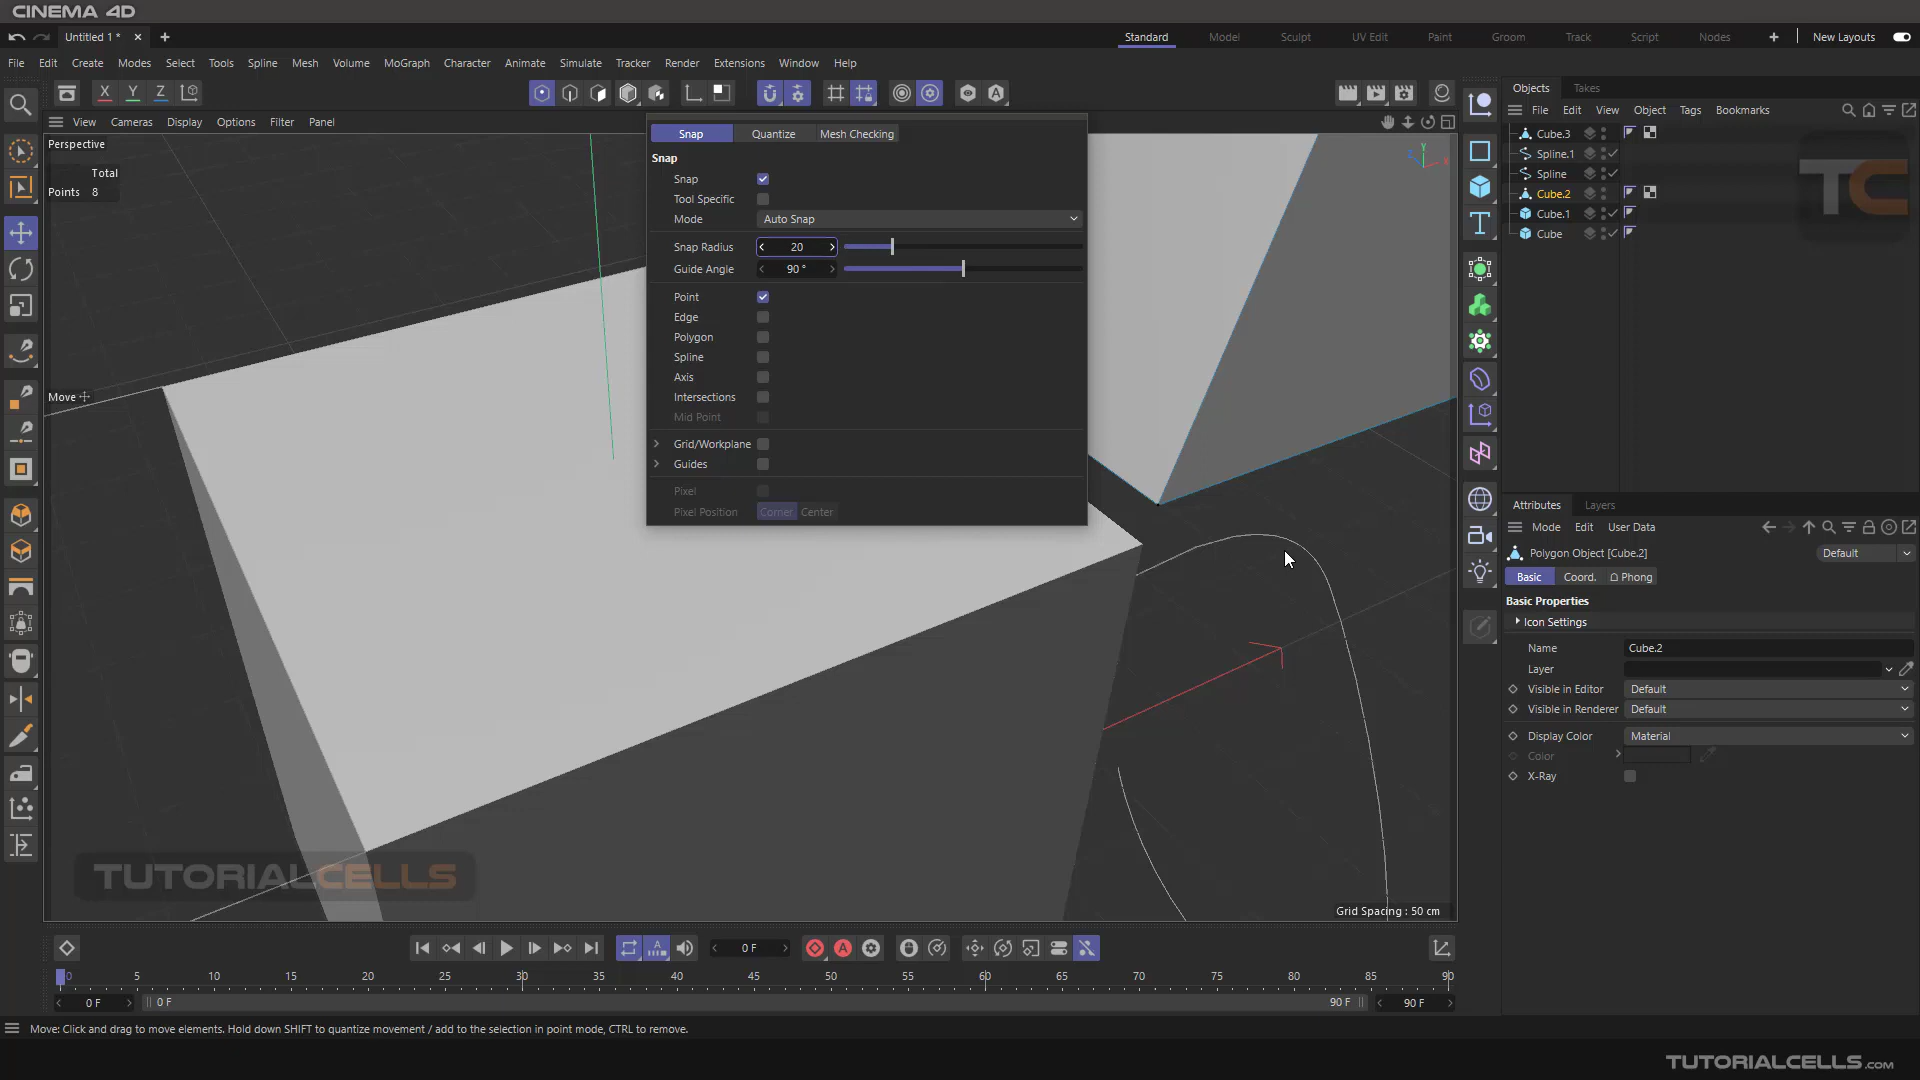 CINEMA 4D
Untitled 1 *
Standard
Model
Sculpt
UV Edit
Paint
Groom
Track
Script
Nodes
New Layouts
File
Edit
Create
Modes
Select
Tools
Spline
Mesh
Volume
MoGraph
Character
Animate
Simulate
Tracker
Render
Extensions
Window
Help
X
Y
Z
View
Cameras
Display
Options
Filter
Panel
Perspective
Total
Points 8
Move
Snap
Quantize
Mesh Checking
Snap
Snap
Tool Specific
Mode
Auto Snap
Snap Radius
20
Guide Angle
90 °
Point
Edge
Polygon
Spline
Axis
Intersections
Mid Point
Grid/Workplane
Guides
Pixel
Pixel Position
Corner
Center
Y
X
Grid Spacing : 50 cm
Objects
Takes
File
Edit
View
Object
Tags
Bookmarks
Cube.3
Spline.1
Spline
Cube.2
Cube.1
Cube
TC
Attributes
Layers
Mode
Edit
User Data
Polygon Object [Cube.2]
Default
Basic
Coord.
Phong
Basic Properties
Icon Settings
Name
Cube.2
Layer
Visible in Editor
Default
Visible in Renderer
Default
Display Color
Material
Color
X-Ray
TUTORIALCELLS
0 F
0 5 10 15 20 25 30 35 40 45 50 55 60 65 70 75 80 85 90
0 F
0 F
90 F
90 F
Move: Click and drag to move elements. Hold down SHIFT to quantize movement / add to the selection in point mode, CTRL to remove.
TUTORIALCELLS.com